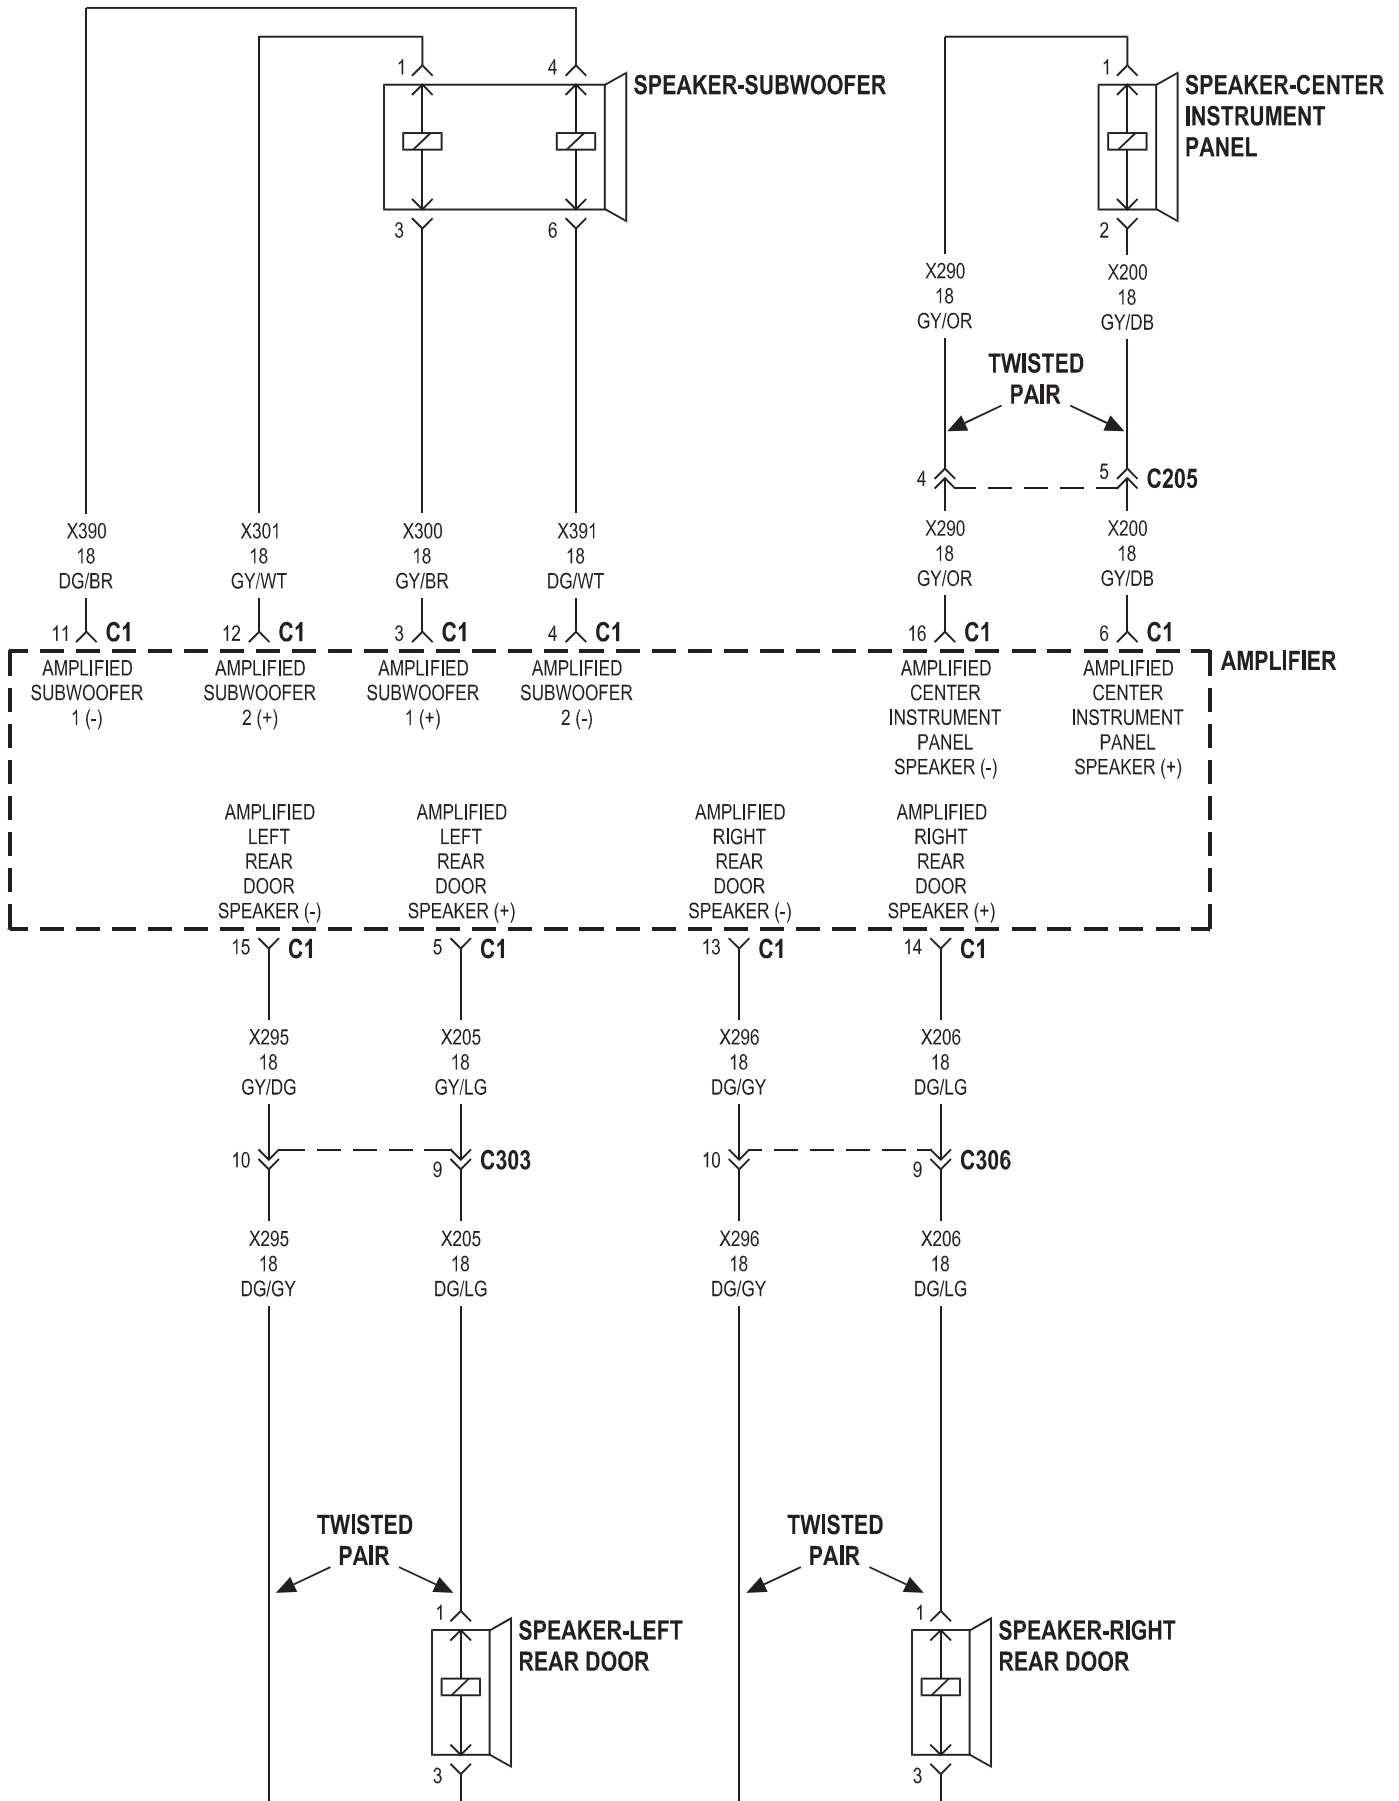 1
4
SPEAKER-SUBWOOFER
3
6
1
SPEAKER-CENTER
INSTRUMENT
PANEL
2
X290
18
GY/OR
X200
18
GY/DB
TWISTED
PAIR
4
5
C205
X390
18
DG/BR
X301
18
GY/WT
X300
18
GY/BR
X391
18
DG/WT
X290
18
GY/OR
X200
18
GY/DB
11
C1
12
C1
3
C1
4
C1
16
C1
6
C1
AMPLIFIER
AMPLIFIED
SUBWOOFER
1 (-)
AMPLIFIED
SUBWOOFER
2 (+)
AMPLIFIED
SUBWOOFER
1 (+)
AMPLIFIED
SUBWOOFER
2 (-)
AMPLIFIED
CENTER
INSTRUMENT
PANEL
SPEAKER (-)
AMPLIFIED
CENTER
INSTRUMENT
PANEL
SPEAKER (+)
AMPLIFIED
LEFT
REAR
DOOR
SPEAKER (-)
AMPLIFIED
LEFT
REAR
DOOR
SPEAKER (+)
AMPLIFIED
RIGHT
REAR
DOOR
SPEAKER (-)
AMPLIFIED
RIGHT
REAR
DOOR
SPEAKER (+)
15
C1
5
C1
13
C1
14
C1
X295
18
GY/DG
X205
18
GY/LG
X296
18
DG/GY
X206
18
DG/LG
10
9
C303
10
9
C306
X295
18
DG/GY
X205
18
DG/LG
X296
18
DG/GY
X206
18
DG/LG
TWISTED
PAIR
TWISTED
PAIR
1
SPEAKER-LEFT
REAR DOOR
3
1
SPEAKER-RIGHT
REAR DOOR
3